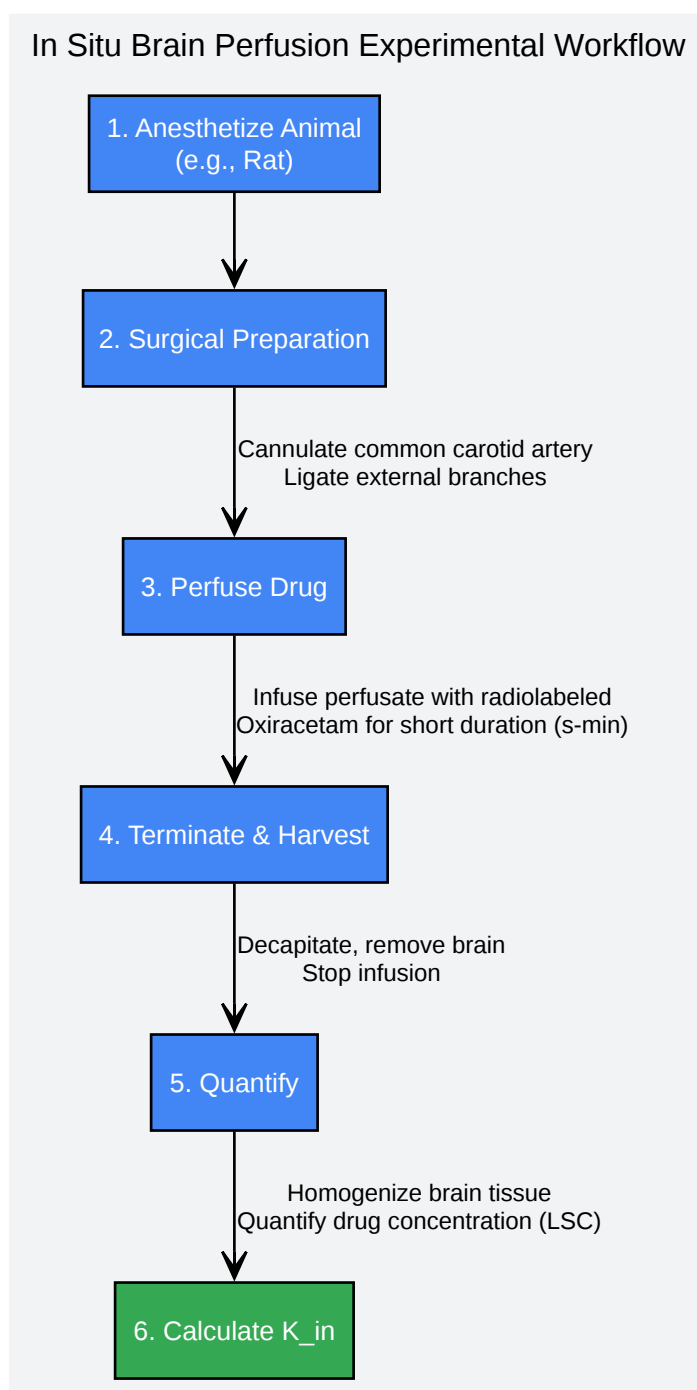 In Situ Brain Perfusion Experimental Workflow
1. Anesthetize Animal
(e.g., Rat)
2. Surgical Preparation
Cannulate common carotid artery
Ligate external branches
3. Perfuse Drug
Infuse perfusate with radiolabeled
Oxiracetam for short duration (s-min)
4. Terminate & Harvest
Decapitate, remove brain
Stop infusion
5. Quantify
Homogenize brain tissue
Quantify drug concentration (LSC)
6. Calculate K_in